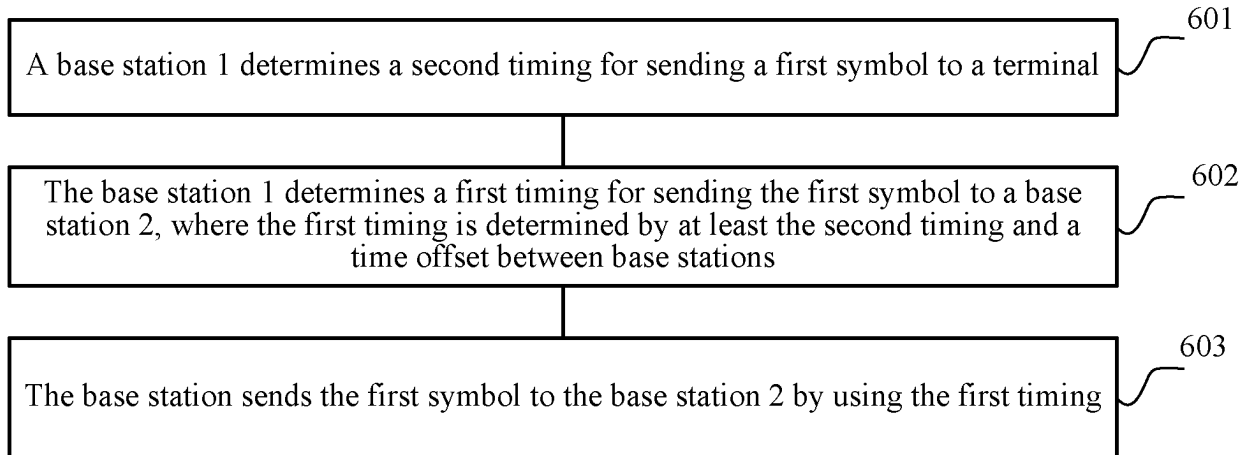 601
A base station 1 determines a second timing for sending a first symbol to a terminal
602
The base station 1 determines a first timing for sending the first symbol to a base
station 2, where the first timing is determined by at least the second timing and a
time offset between base stations
603
The base station sends the first symbol to the base station 2 by using the first timing